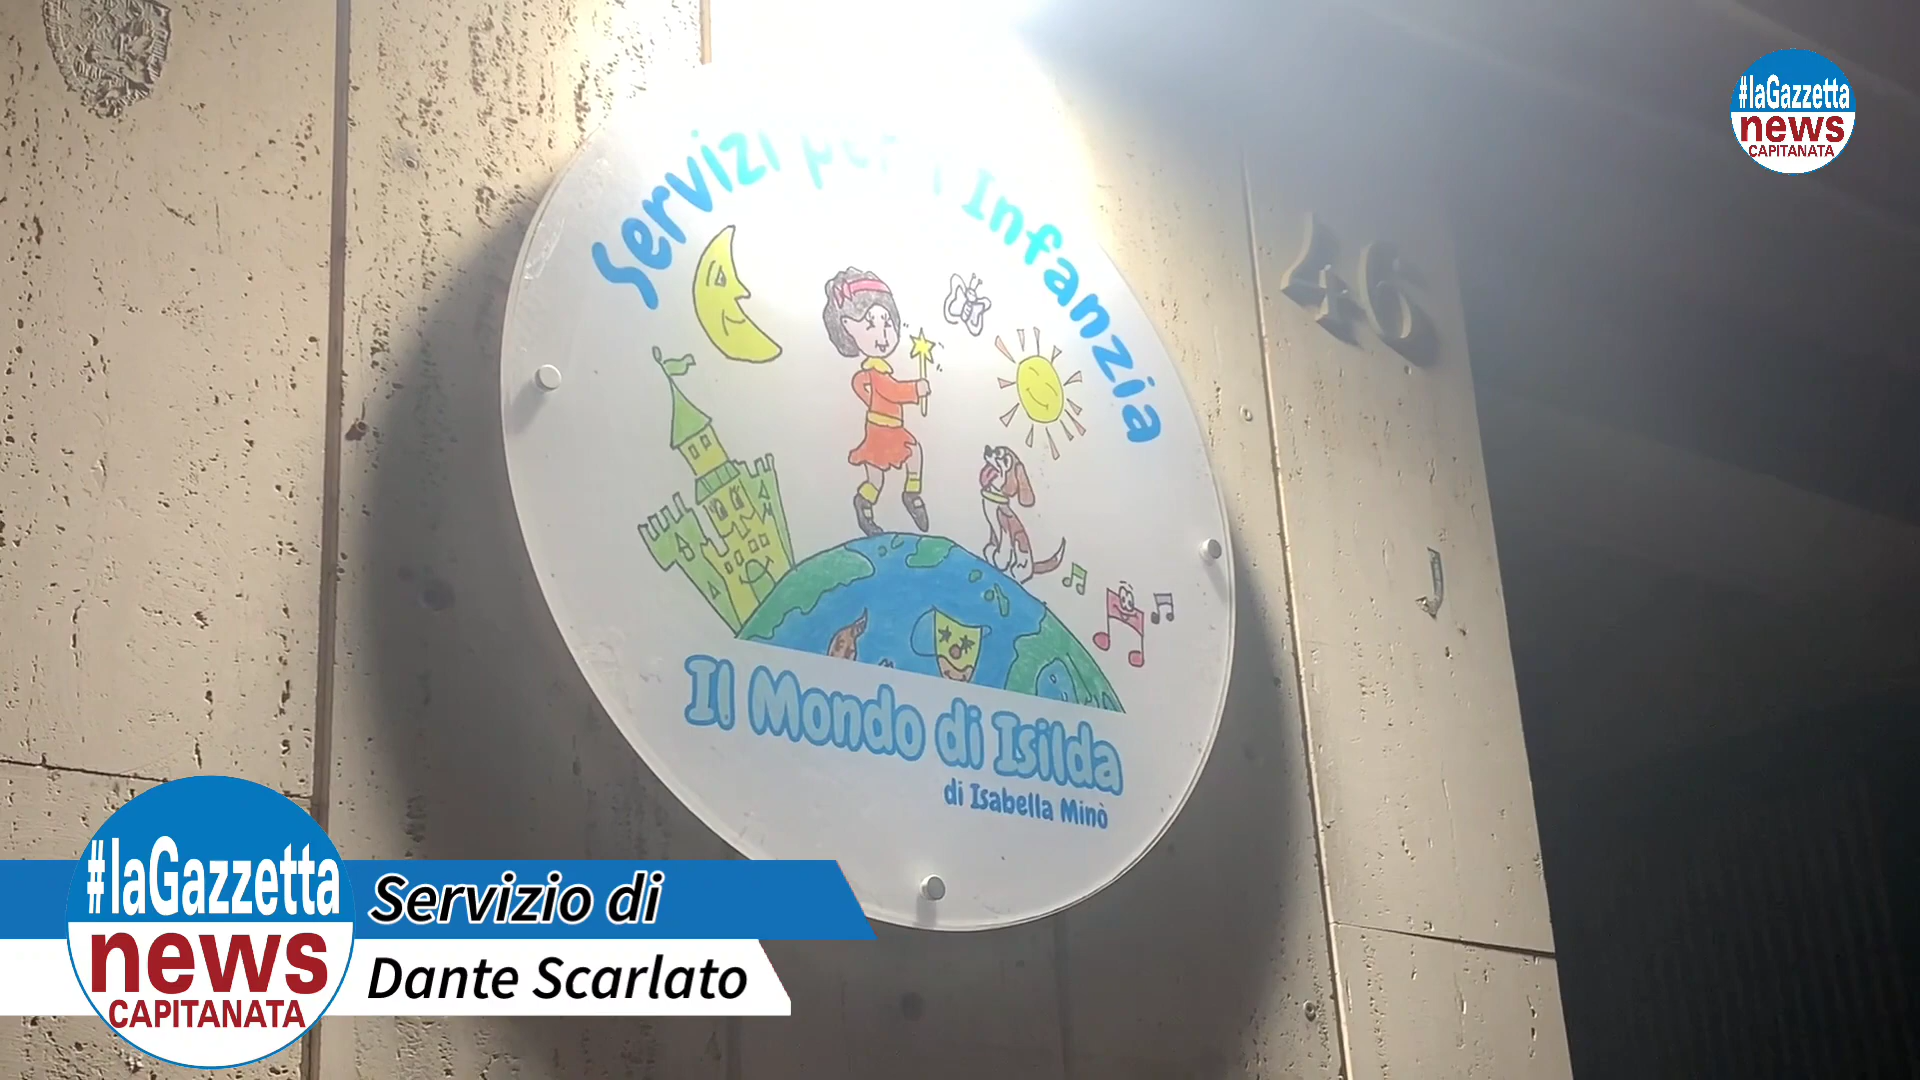 #laGazzetta
news
CAPITANATA
Servizi per l'Infanzia
46
Il Mondo di Isilda
di Isabella Minò
#laGazzetta
news
CAPITANATA
Servizio di
Dante Scarlato